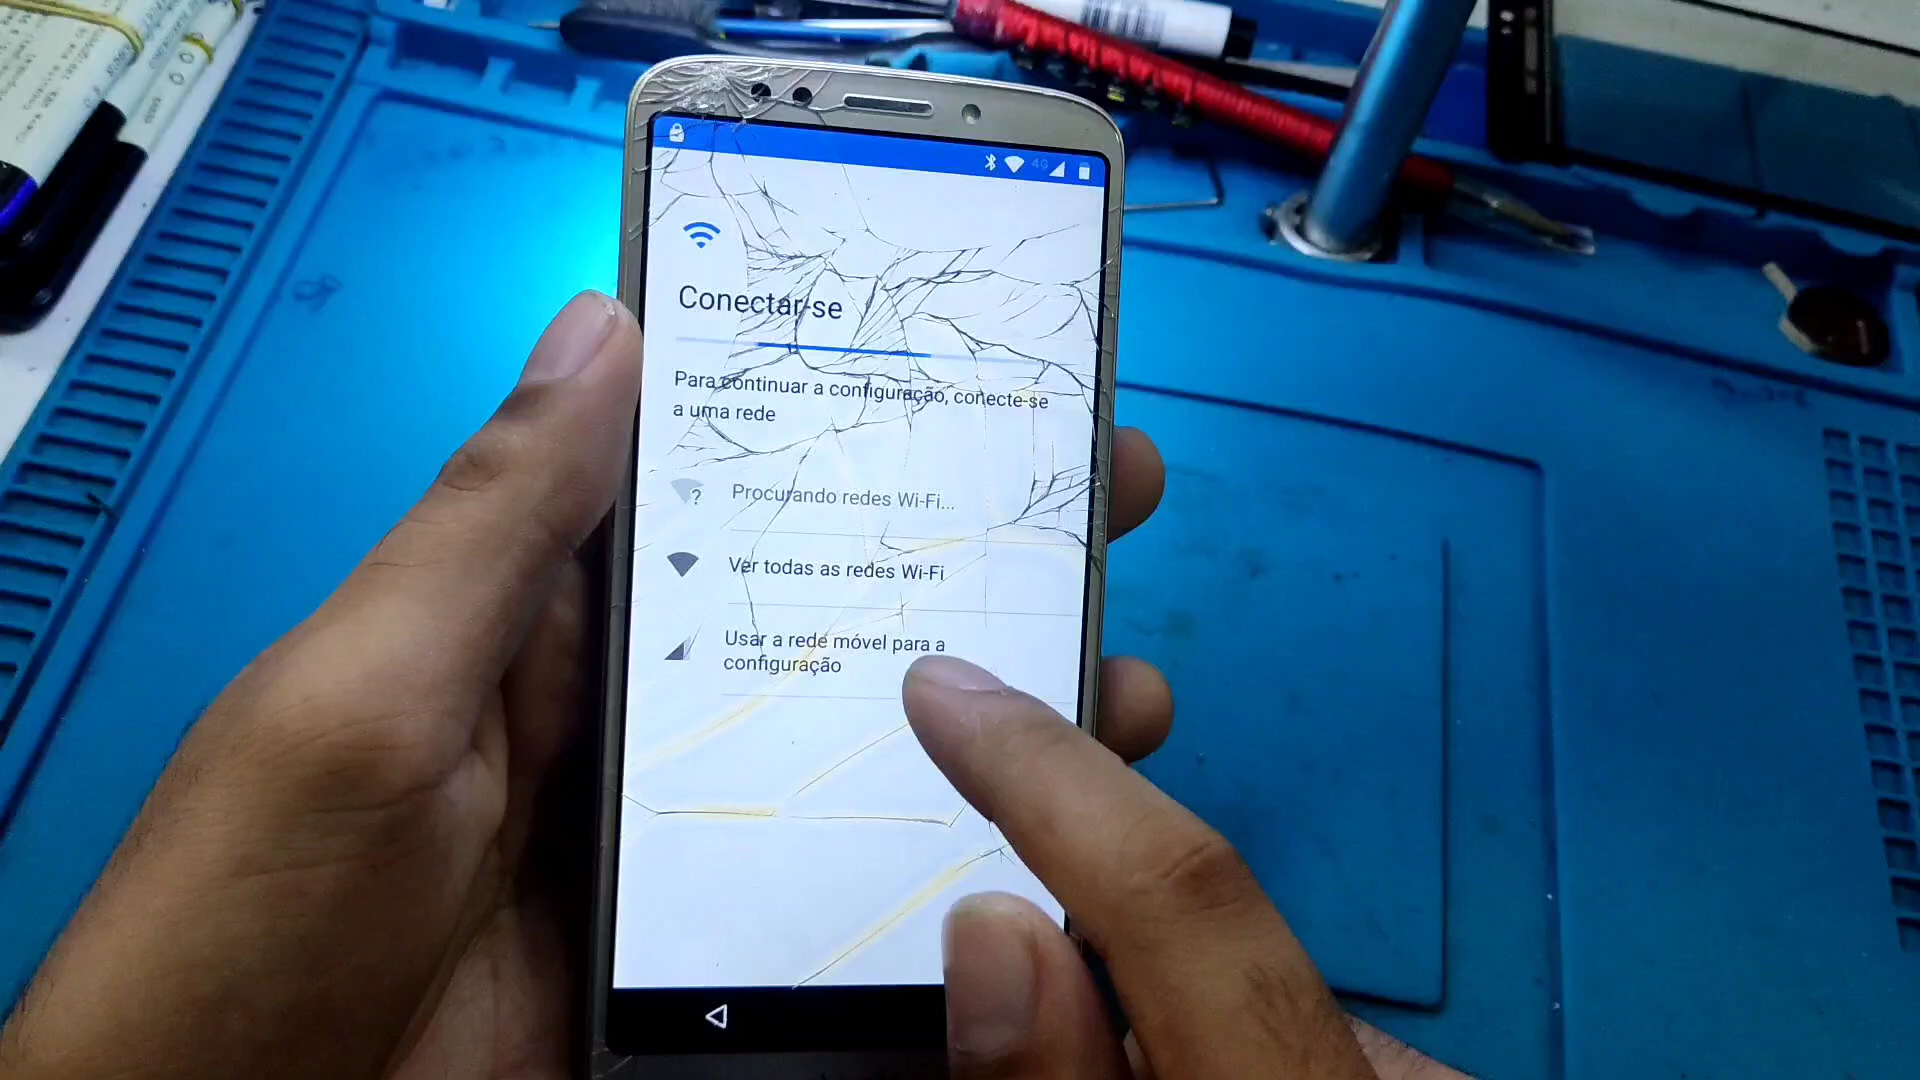 4G
Conectar-se
Para continuar a configuração, conecte-se
a uma rede
Procurando redes Wi-Fi...
Ver todas as redes Wi-Fi
Usar a rede móvel para a
configuração